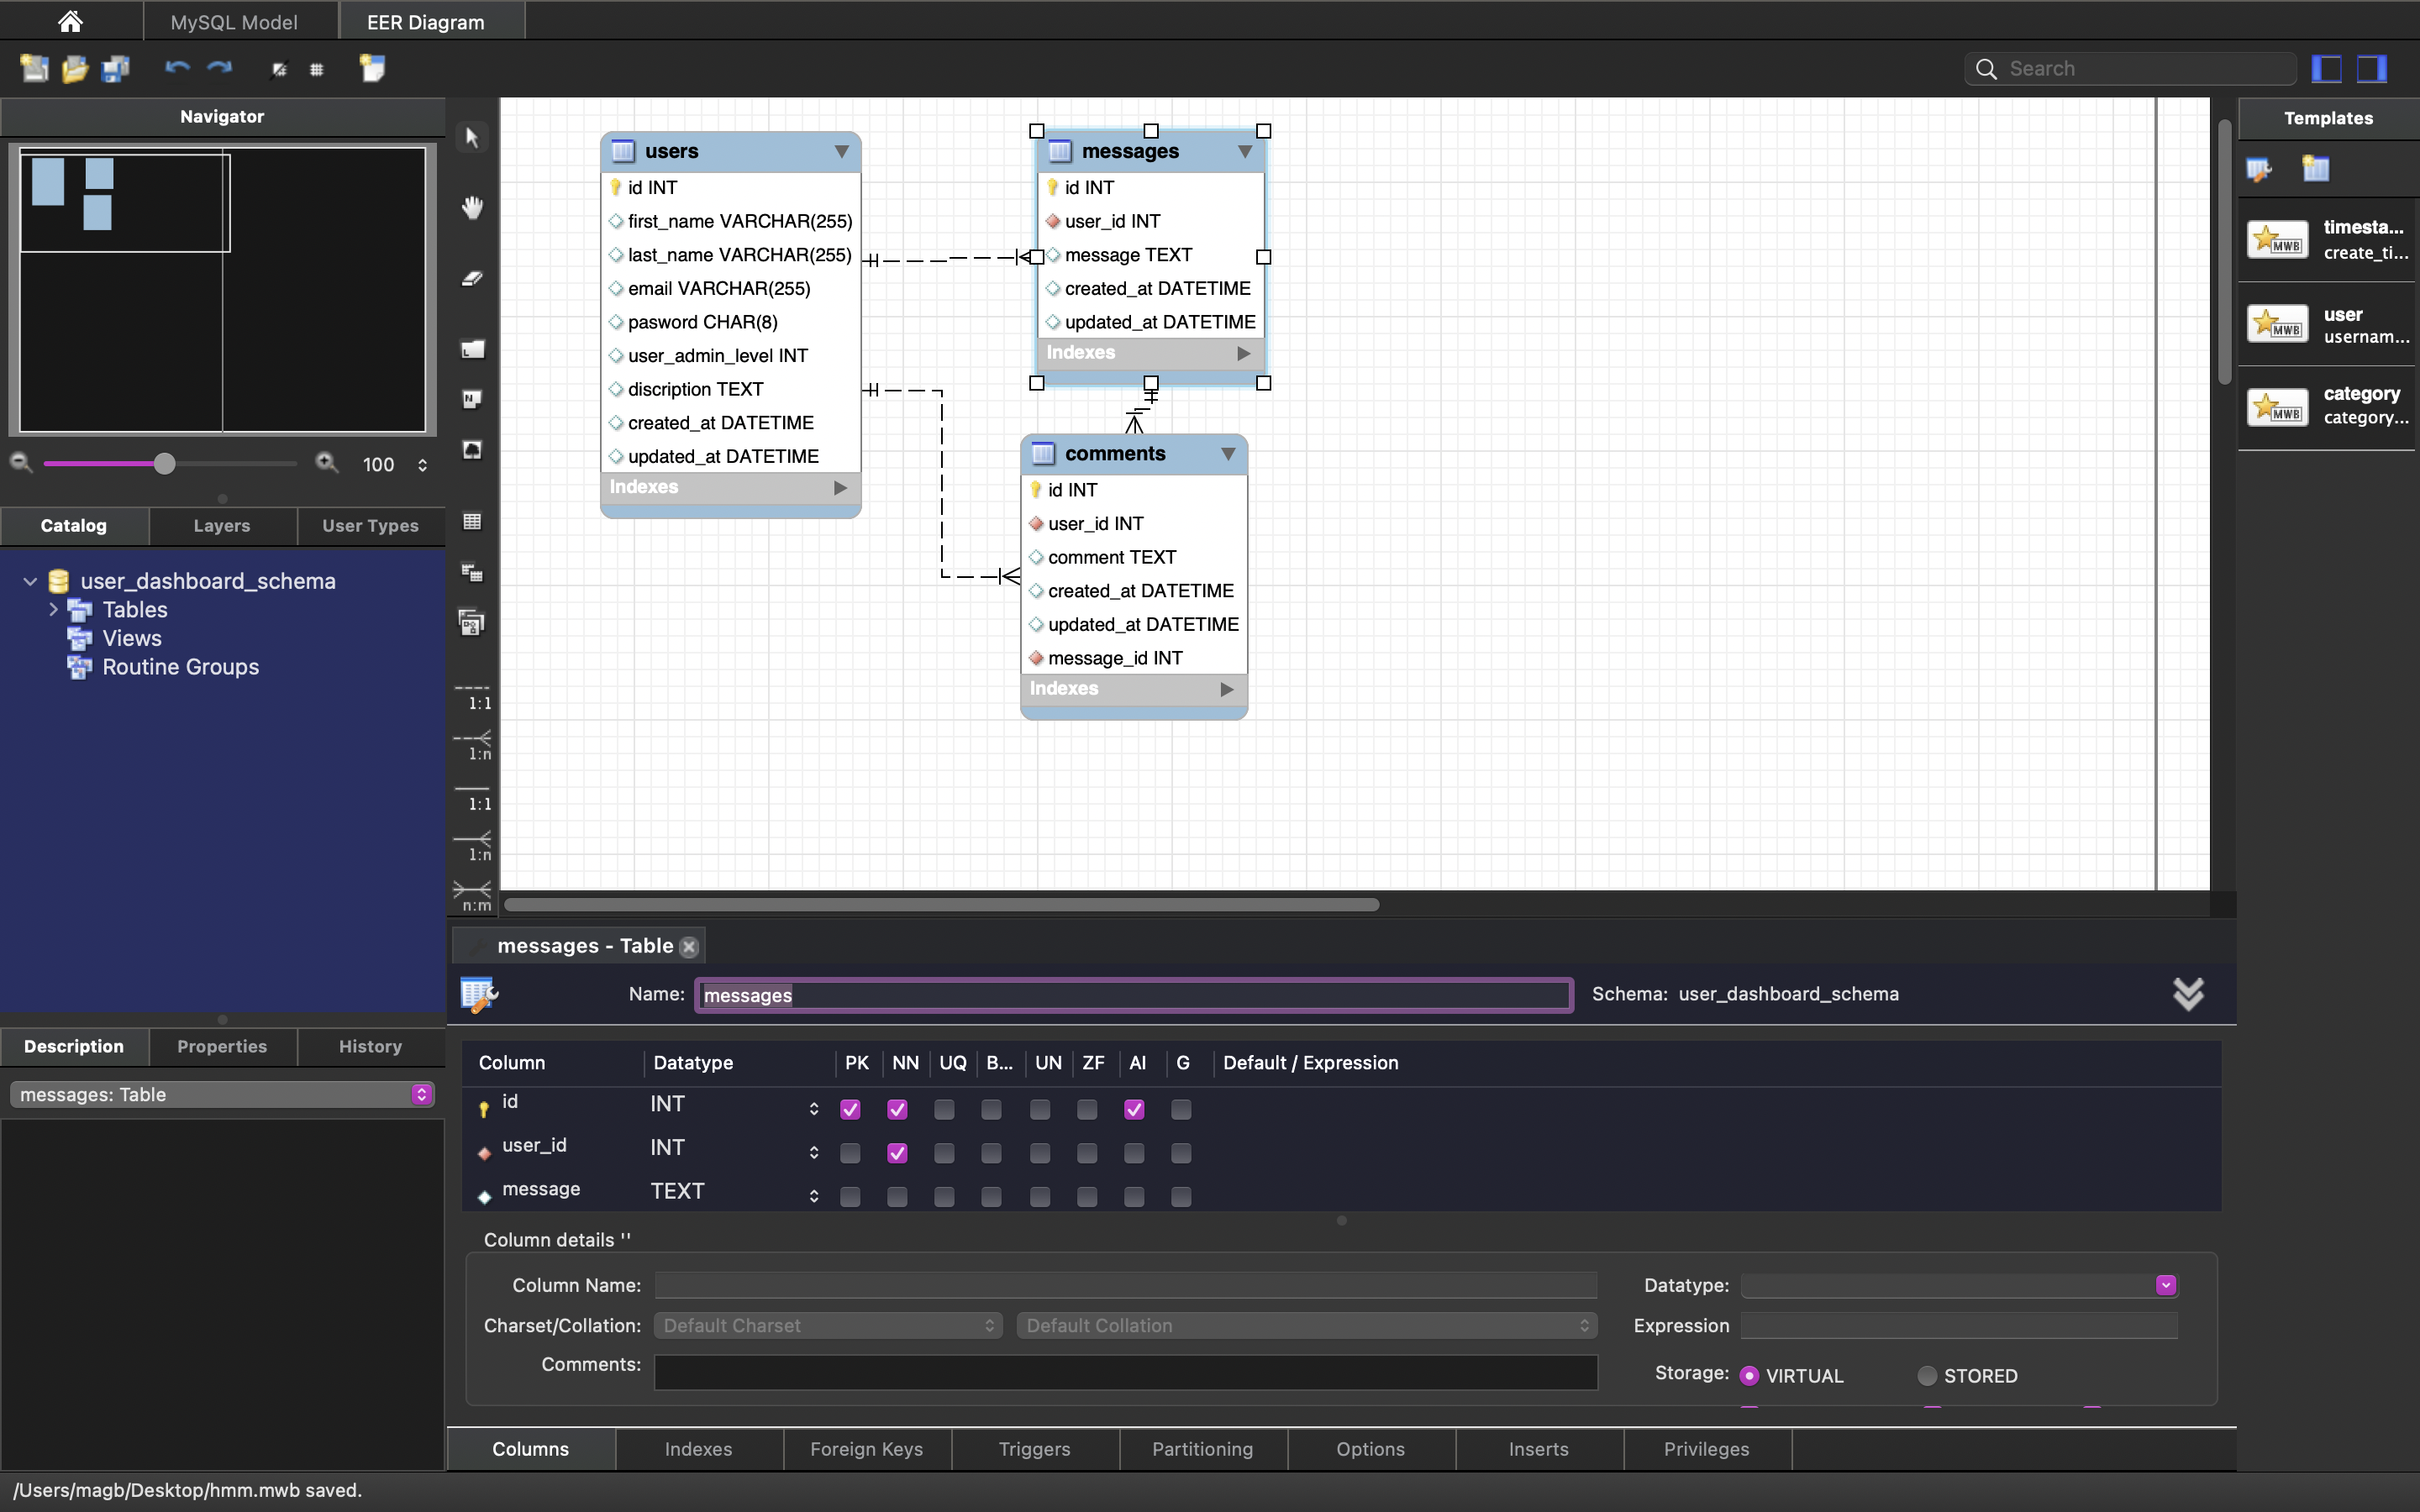 MySQL Model
EER Diagram
Search
Navigator
100
Catalog
Layers
User Types
user_dashboard_schema
Tables
Views
Routine Groups
Description
Properties
History
messages: Table
L
N
1:1
1:n
1:1
1:n
n:m
users
id INT
first_name VARCHAR(255)
last_name VARCHAR(255)
email VARCHAR(255)
pasword CHAR(8)
user_admin_level INT
discription TEXT
created_at DATETIME
updated_at DATETIME
Indexes
messages
id INT
user_id INT
message TEXT
created_at DATETIME
updated_at DATETIME
Indexes
comments
id INT
user_id INT
comment TEXT
created_at DATETIME
updated_at DATETIME
message_id INT
Indexes
Templates
MWB
timesta...
create_ti...
MWB
user
usernam...
MWB
category
category...
messages - Table
Name: messages
Schema: user_dashboard_schema
Column Datatype PK NN UQ B... UN ZF AI G Default / Expression
id INT
user_id INT
message TEXT
Column details ''
Column Name:
Datatype:
Charset/Collation: Default Charset Default Collation
Expression
Comments:
Storage: VIRTUAL STORED
Columns
Indexes
Foreign Keys
Triggers
Partitioning
Options
Inserts
Privileges
/Users/magb/Desktop/hmm.mwb saved.